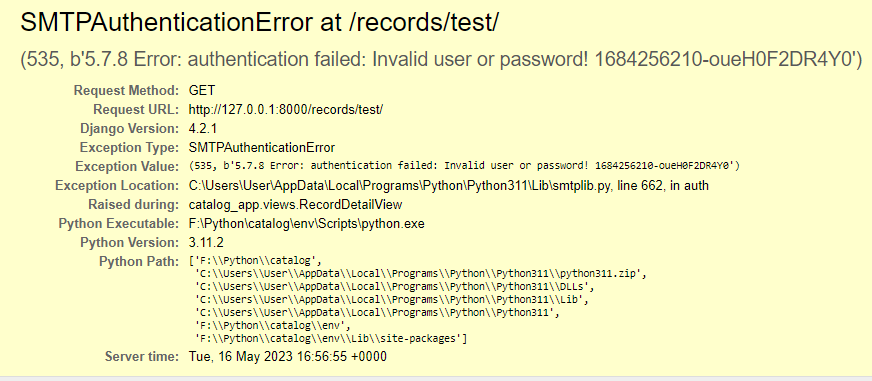 SMTPAuthenticationError at /records/test/
(535, b'5.7.8 Error: authentication failed: Invalid user or password! 1684256210-oueH0F2DR4Y0')
Request Method: GET
Request URL: http://127.0.0.1:8000/records/test/
Django Version: 4.2.1
Exception Type: SMTPAuthenticationError
Exception Value: (535, b'5.7.8 Error: authentication failed: Invalid user or password! 1684256210-oueH0F2DR4Y0')
Exception Location: C:\Users\User\AppData\Local\Programs\Python\Python311\Lib\smtplib.py, line 662, in auth
Raised during: catalog_app.views.RecordDetailView
Python Executable: F:\Python\catalog\env\Scripts\python.exe
Python Version: 3.11.2
Python Path: ['F:\\Python\\catalog',
'C:\\Users\\User\\AppData\\Local\\Programs\\Python\\Python311\\python311.zip',
'C:\\Users\\User\\AppData\\Local\\Programs\\Python\\Python311\\DLLs',
'C:\\Users\\User\\AppData\\Local\\Programs\\Python\\Python311\\Lib',
'C:\\Users\\User\\AppData\\Local\\Programs\\Python\\Python311',
'F:\\Python\\catalog\\env',
'F:\\Python\\catalog\\env\\Lib\\site-packages']
Server time: Tue, 16 May 2023 16:56:55 +0000